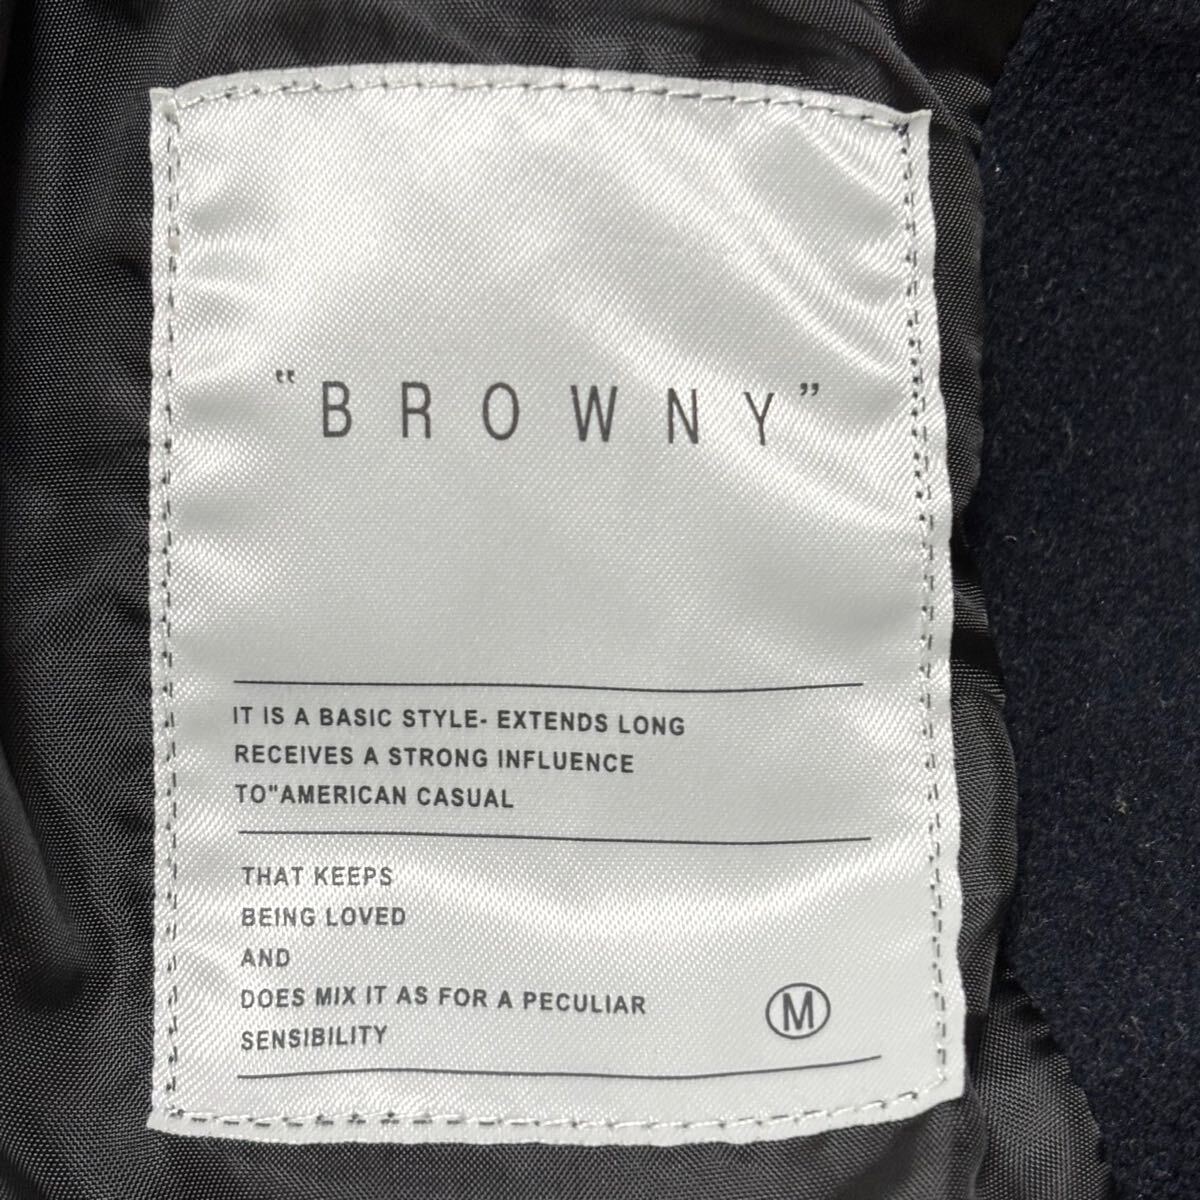 "BROWNY"
IT IS A BASIC STYLE- EXTENDS LONG
RECEIVES A STRONG INFLUENCE
TO"AMERICAN CASUAL
THAT KEEPS
BEING LOVED
AND
DOES MIX IT AS FOR A PECULIAR
SENSIBILITY
M